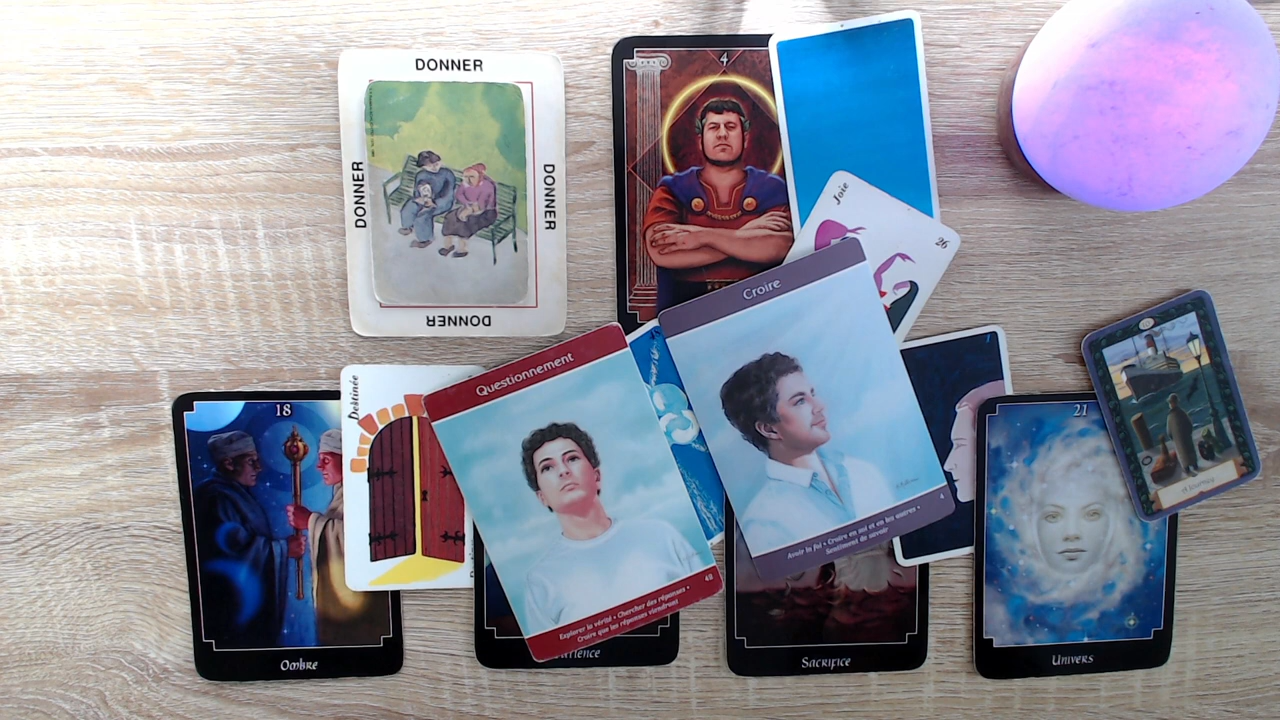 DONNER
DONNER
DONNER
DONNER
4
Joie
26
Croire
Avoir la foi • Croire en soi et en les autres •
Sentiment de savoir
4
Questionnement
Explorer la vérité • Chercher des réponses •
Croire que les réponses viendront
48
Destinée
18
Ombre
Sacrifice
21
Univers